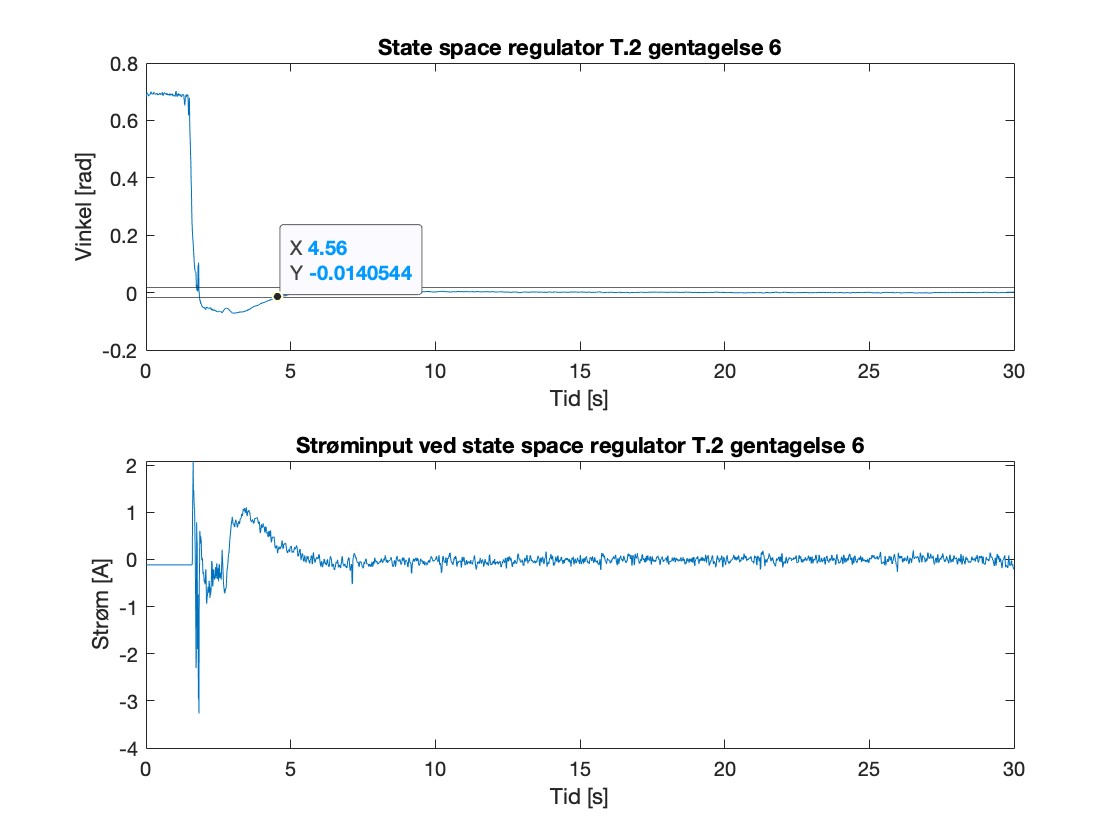 State space regulator T.2 gentagelse 6
0.8
0.6
0.4
0.2
0
-0.2
Vinkel [rad]
X 4.56
Y -0.0140544
0 5 10 15 20 25 30
Tid [s]
Strøminput ved state space regulator T.2 gentagelse 6
2
1
0
-1
-2
-3
-4
Strøm [A]
0 5 10 15 20 25 30
Tid [s]